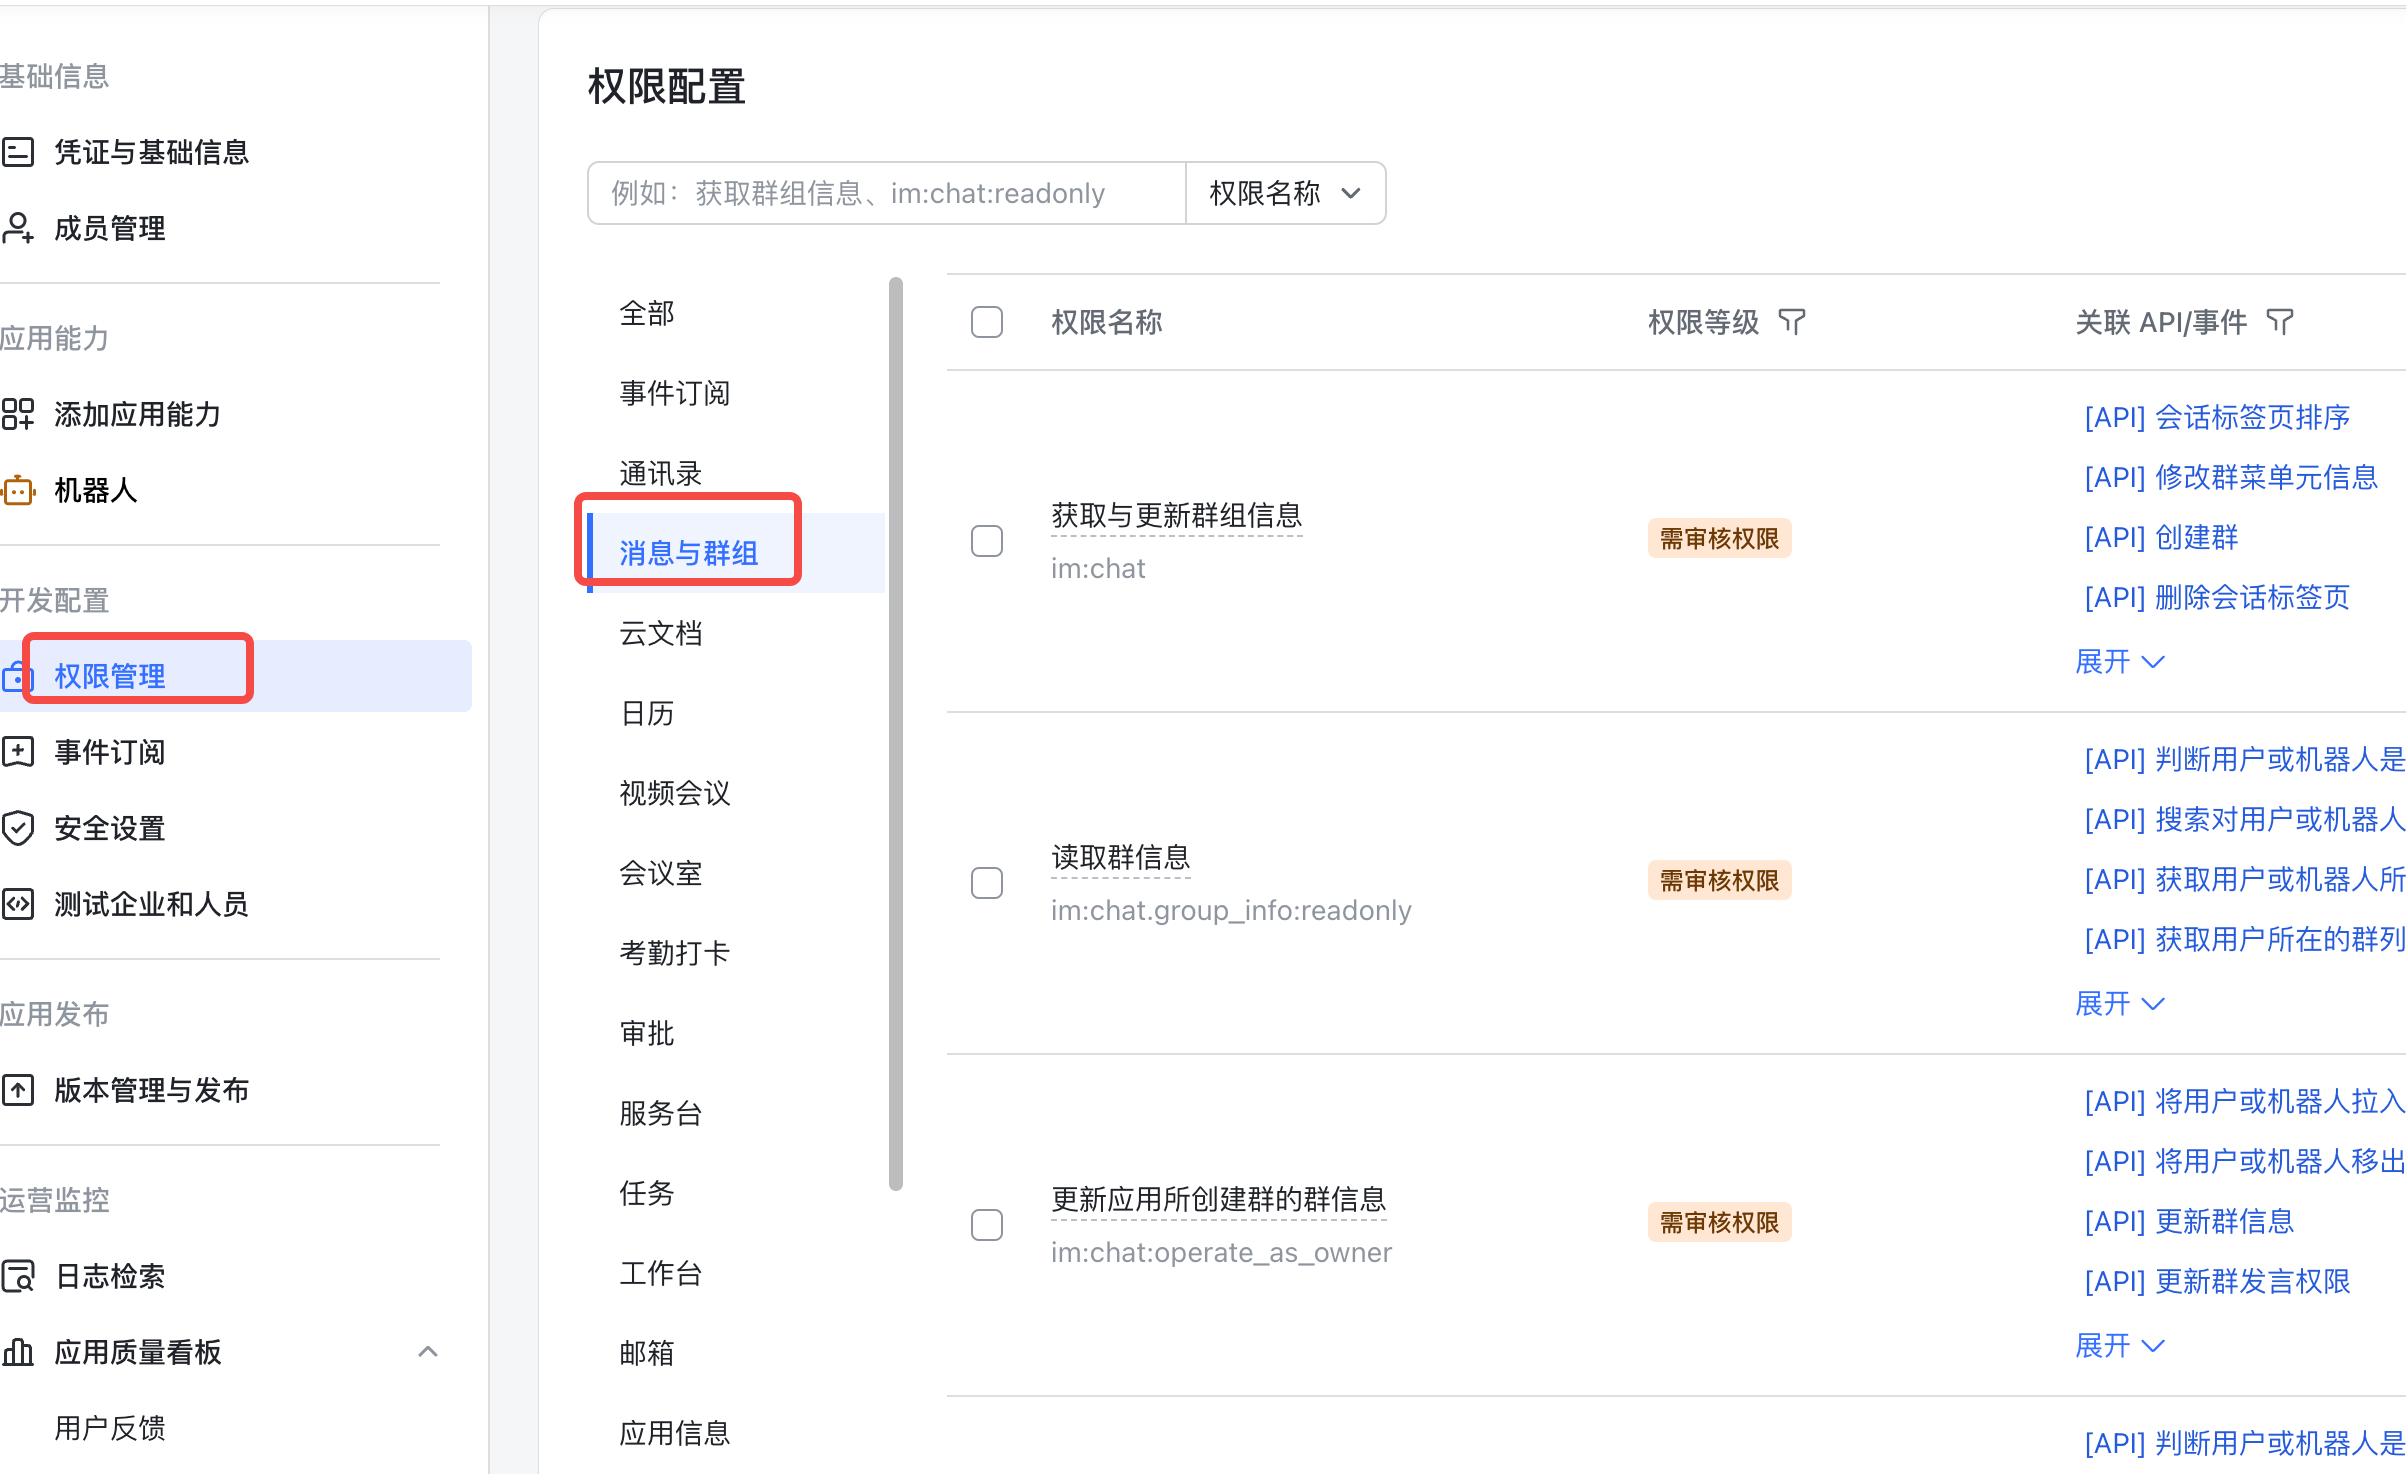 基础信息
凭证与基础信息
成员管理
应用能力
添加应用能力
机器人
开发配置
权限管理
事件订阅
安全设置
测试企业和人员
应用发布
版本管理与发布
运营监控
日志检索
应用质量看板
用户反馈
权限配置
例如：获取群组信息、im:chat:readonly
权限名称
全部
事件订阅
通讯录
消息与群组
云文档
日历
视频会议
会议室
考勤打卡
审批
服务台
任务
工作台
邮箱
应用信息
权限名称 权限等级 关联 API/事件
获取与更新群组信息
im:chat
需审核权限
[API] 会话标签页排序
[API] 修改群菜单元信息
[API] 创建群
[API] 删除会话标签页
展开
读取群信息
im:chat.group_info:readonly
需审核权限
[API] 判断用户或机器人是
[API] 搜索对用户或机器人
[API] 获取用户或机器人所
[API] 获取用户所在的群列
展开
更新应用所创建群的群信息
im:chat:operate_as_owner
需审核权限
[API] 将用户或机器人拉入
[API] 将用户或机器人移出
[API] 更新群信息
[API] 更新群发言权限
展开
[API] 判断用户或机器人是